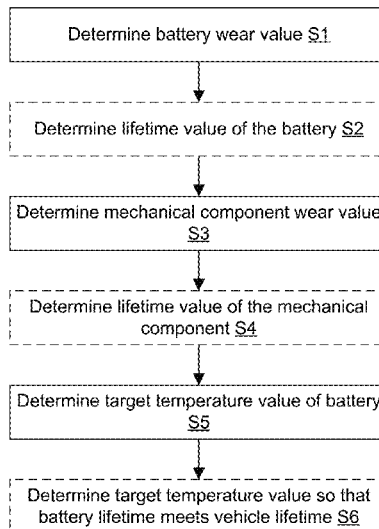 Determine battery wear value S1
Determine lifetime value of the battery S2
Determine mechanical component wear value
S3
Determine lifetime value of the mechanical
component S4
Determine target temperature value of battery
S5
Determine target temperature value so that
battery lifetime meets vehicle lifetime S6